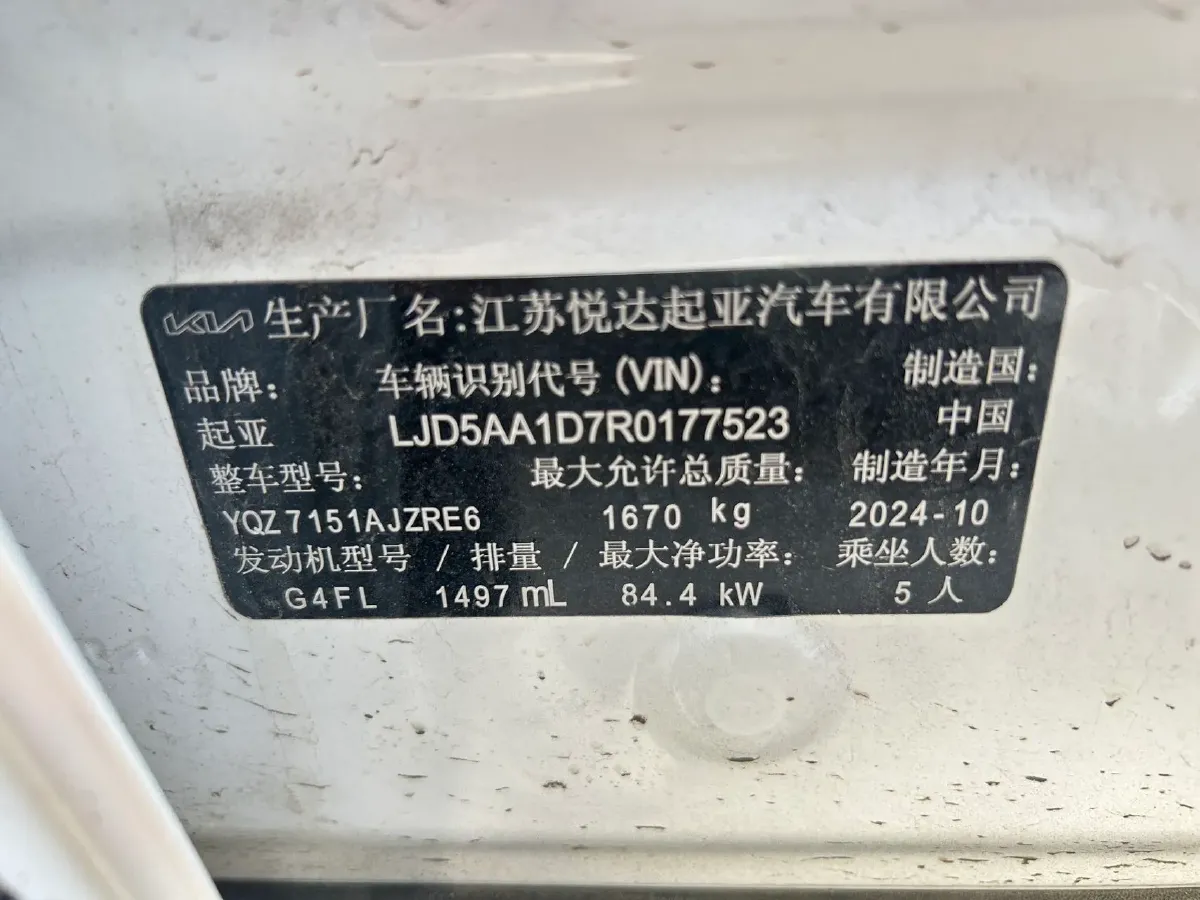 KIA 生产厂名:江苏悦达起亚汽车有限公司
品牌: 车辆识别代号(VIN): 制造国:
起亚 LJD5AA1D7R0177523 中国
整车型号: 最大允许总质量: 制造年月:
YQZ7151AJZRE6 1670 kg 2024-10
发动机型号 / 排量 / 最大净功率: 乘坐人数:
G4FL 1497 mL 84.4 kW 5 人